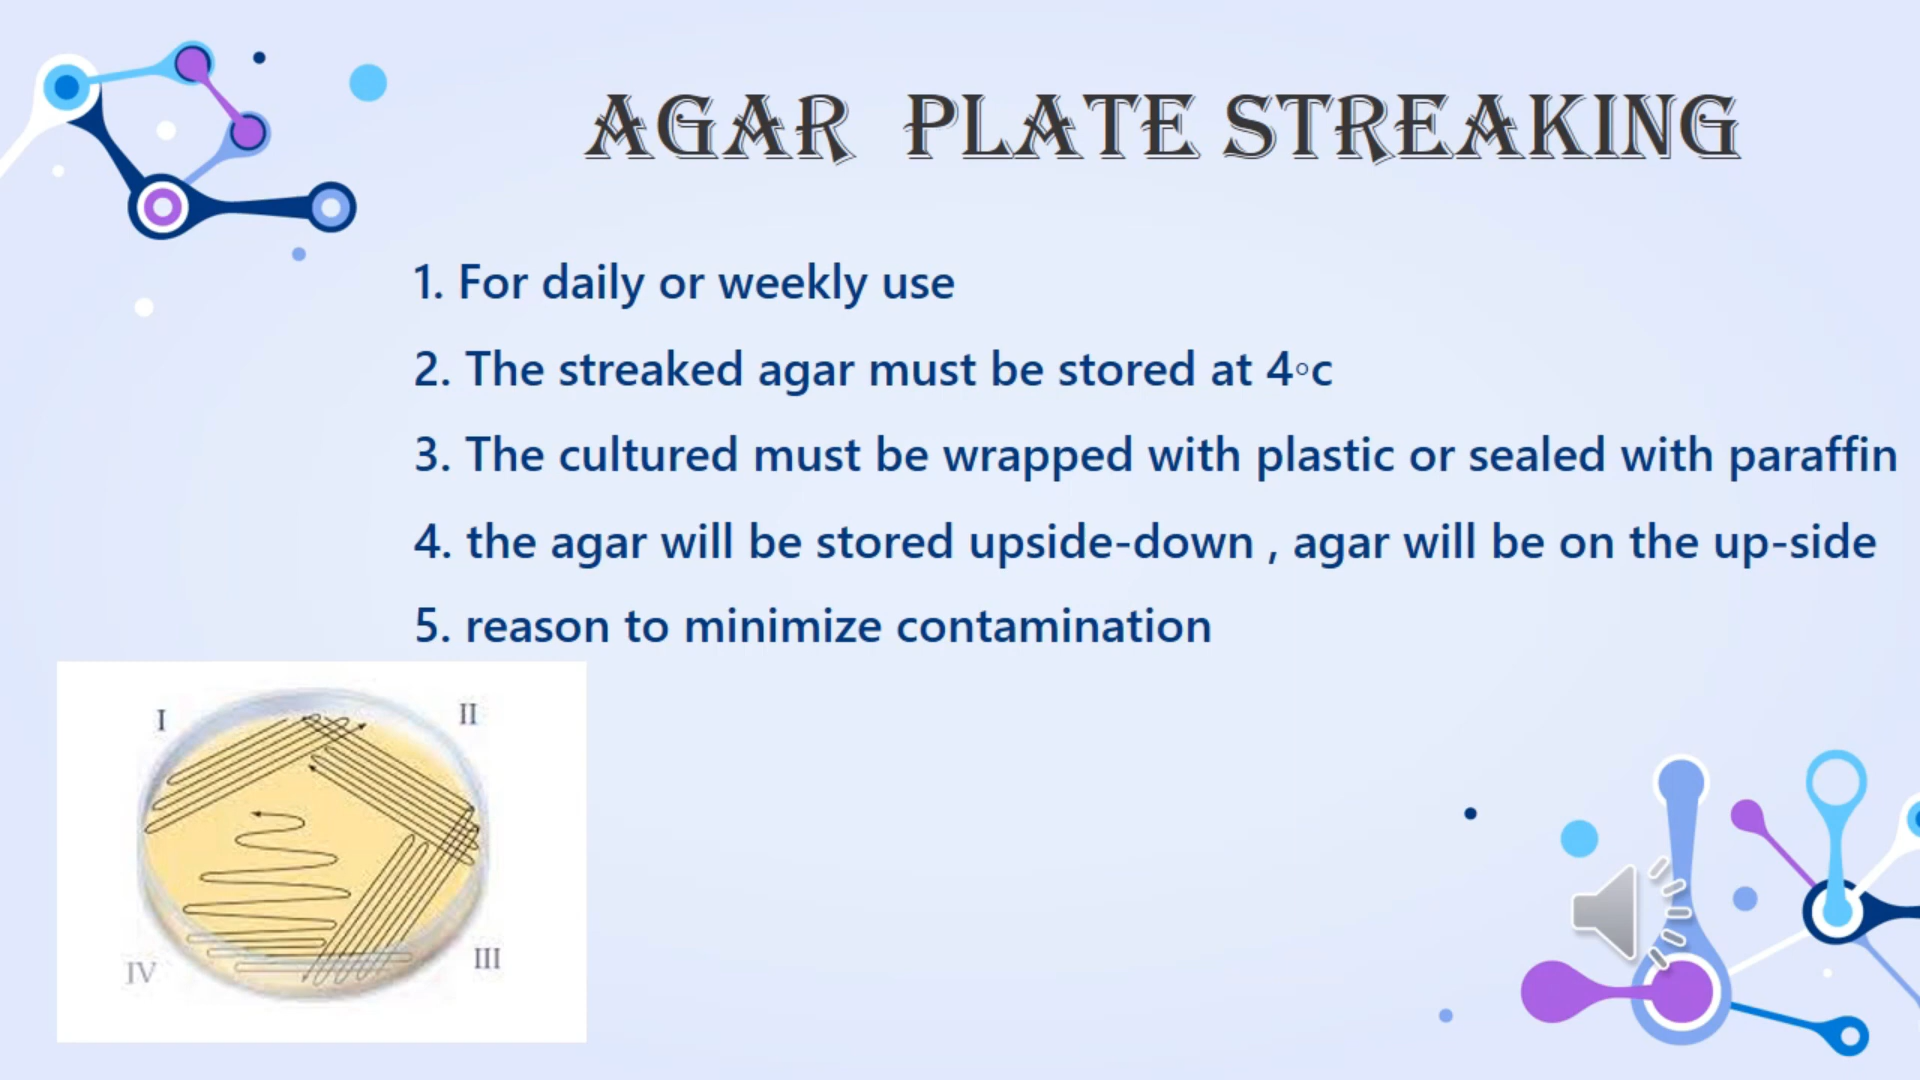 AGAR PLATE STREAKING
1. For daily or weekly use
2. The streaked agar must be stored at 4◦c
3. The cultured must be wrapped with plastic or sealed with paraffin
4. the agar will be stored upside-down , agar will be on the up-side
5. reason to minimize contamination
I
II
IV
III